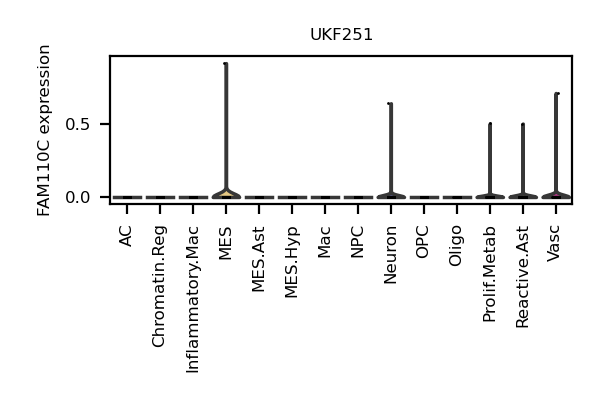 UKF251
FAM110C expression
0.5
0.0
AC
Chromatin.Reg
Inflammatory.Mac
MES
MES.Ast
MES.Hyp
Mac
NPC
Neuron
OPC
Oligo
Prolif.Metab
Reactive.Ast
Vasc